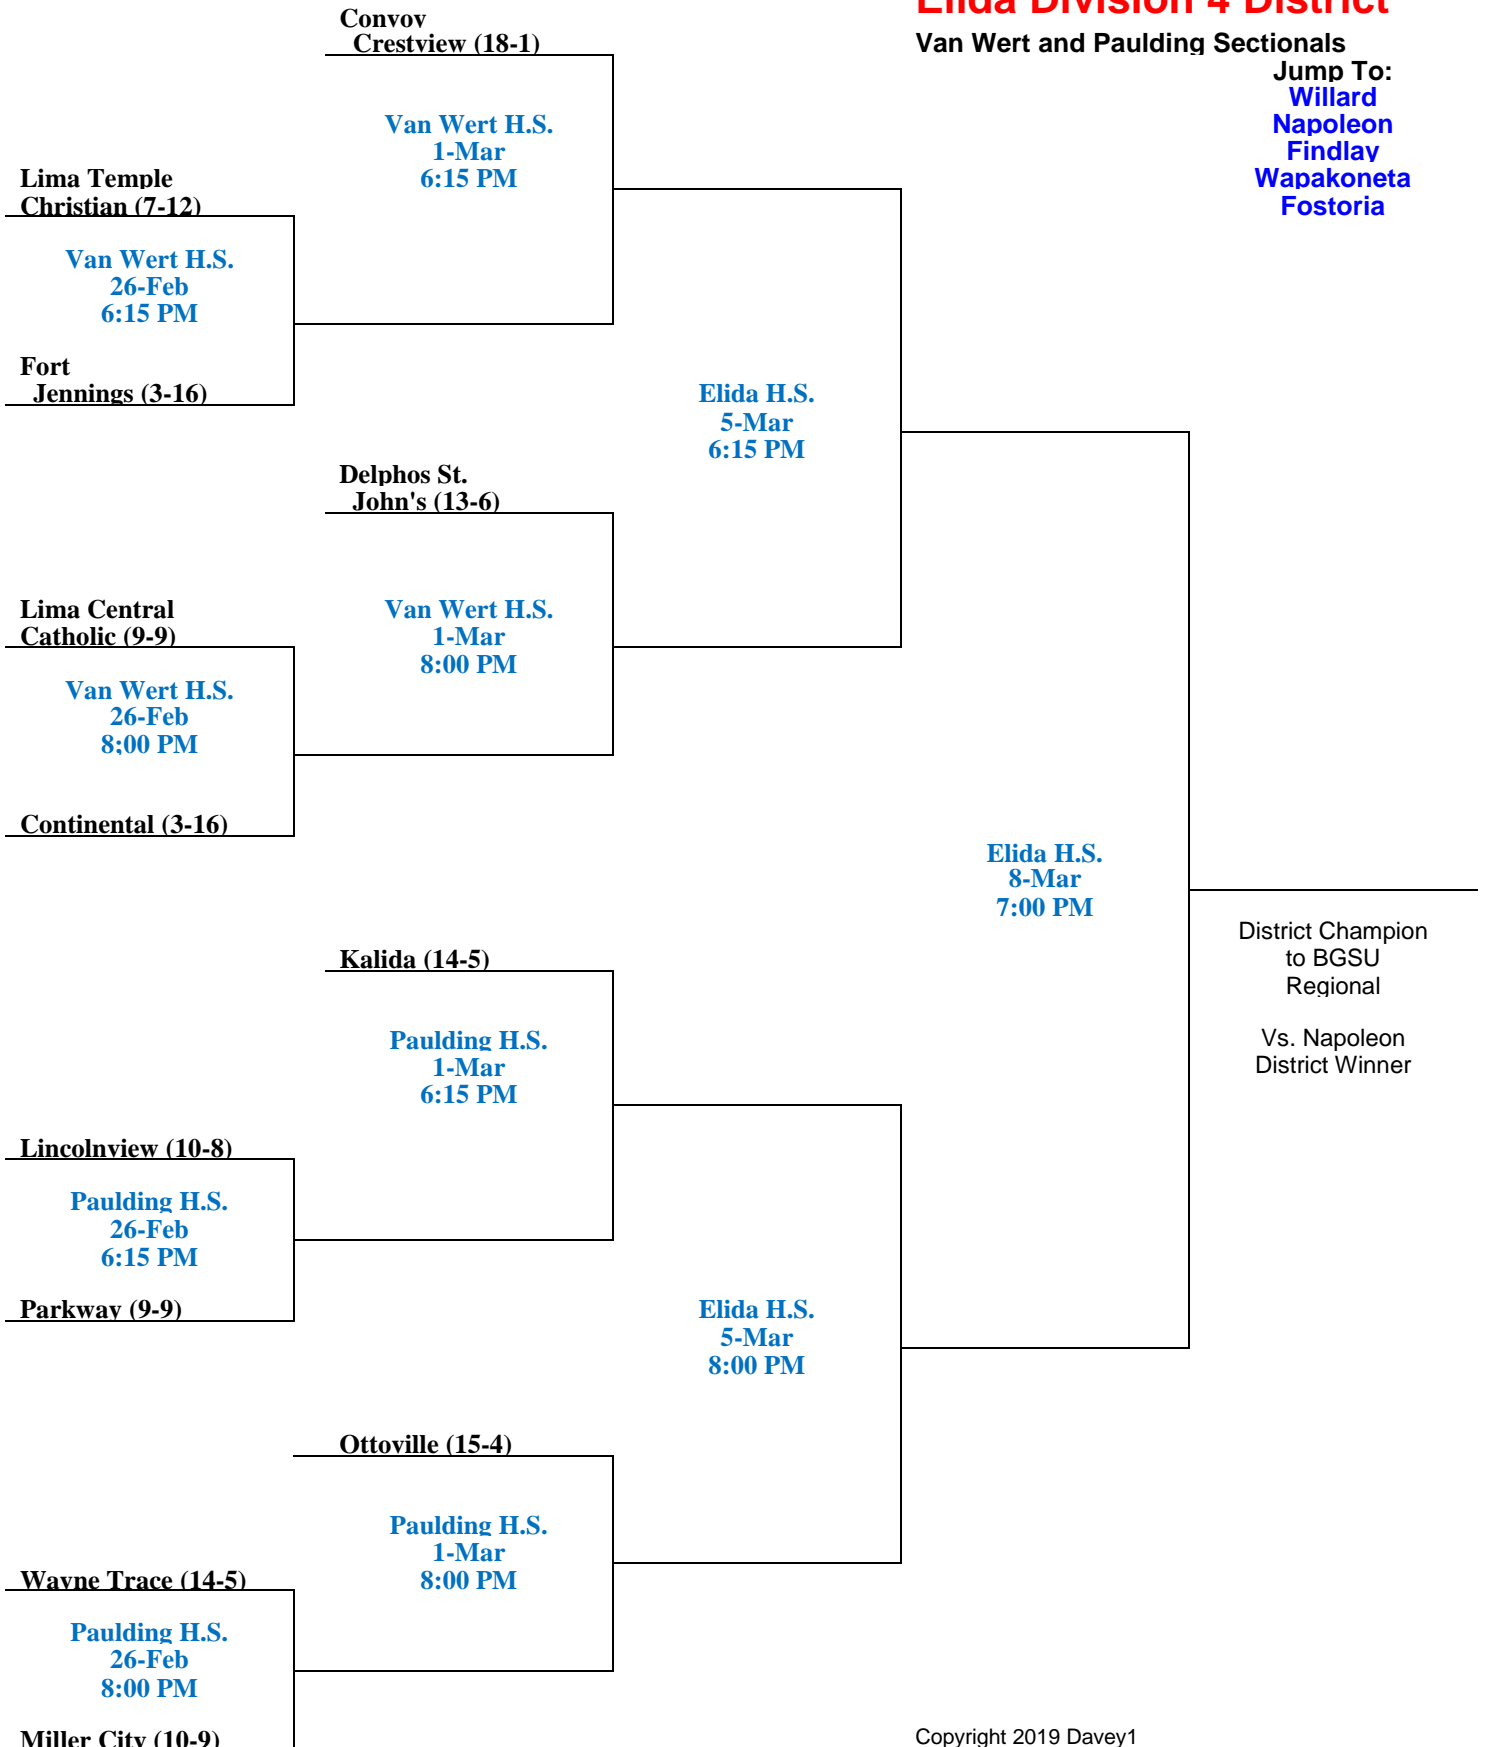 Elida Division 4 District
Van Wert and Paulding Sectionals
Jump To:
Willard
Napoleon
Findlay
Wapakoneta
Fostoria
Convoy
Crestview (18-1)
Van Wert H.S.
1-Mar
6:15 PM
Lima Temple
Christian (7-12)
Van Wert H.S.
26-Feb
6:15 PM
Fort
Jennings (3-16)
Elida H.S.
5-Mar
6:15 PM
Delphos St.
John's (13-6)
Lima Central
Catholic (9-9)
Van Wert H.S.
1-Mar
8:00 PM
Van Wert H.S.
26-Feb
8;00 PM
Continental (3-16)
Elida H.S.
8-Mar
7:00 PM
District Champion
to BGSU
Regional
Vs. Napoleon
District Winner
Kalida (14-5)
Paulding H.S.
1-Mar
6:15 PM
Lincolnview (10-8)
Paulding H.S.
26-Feb
6:15 PM
Parkway (9-9)
Elida H.S.
5-Mar
8:00 PM
Ottoville (15-4)
Paulding H.S.
1-Mar
8:00 PM
Wayne Trace (14-5)
Paulding H.S.
26-Feb
8:00 PM
Miller City (10-9)
Copyright 2019 Davey1